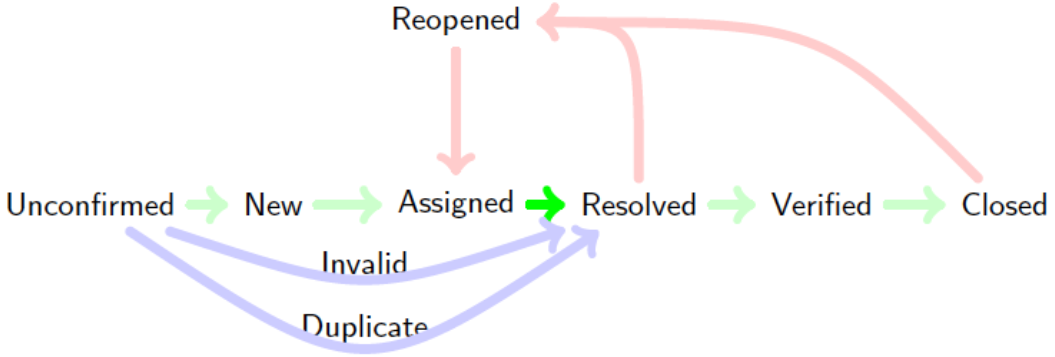 Reopened
Unconfirmed New Assigned Resolved Verified Closed
Invalid
Duplicate